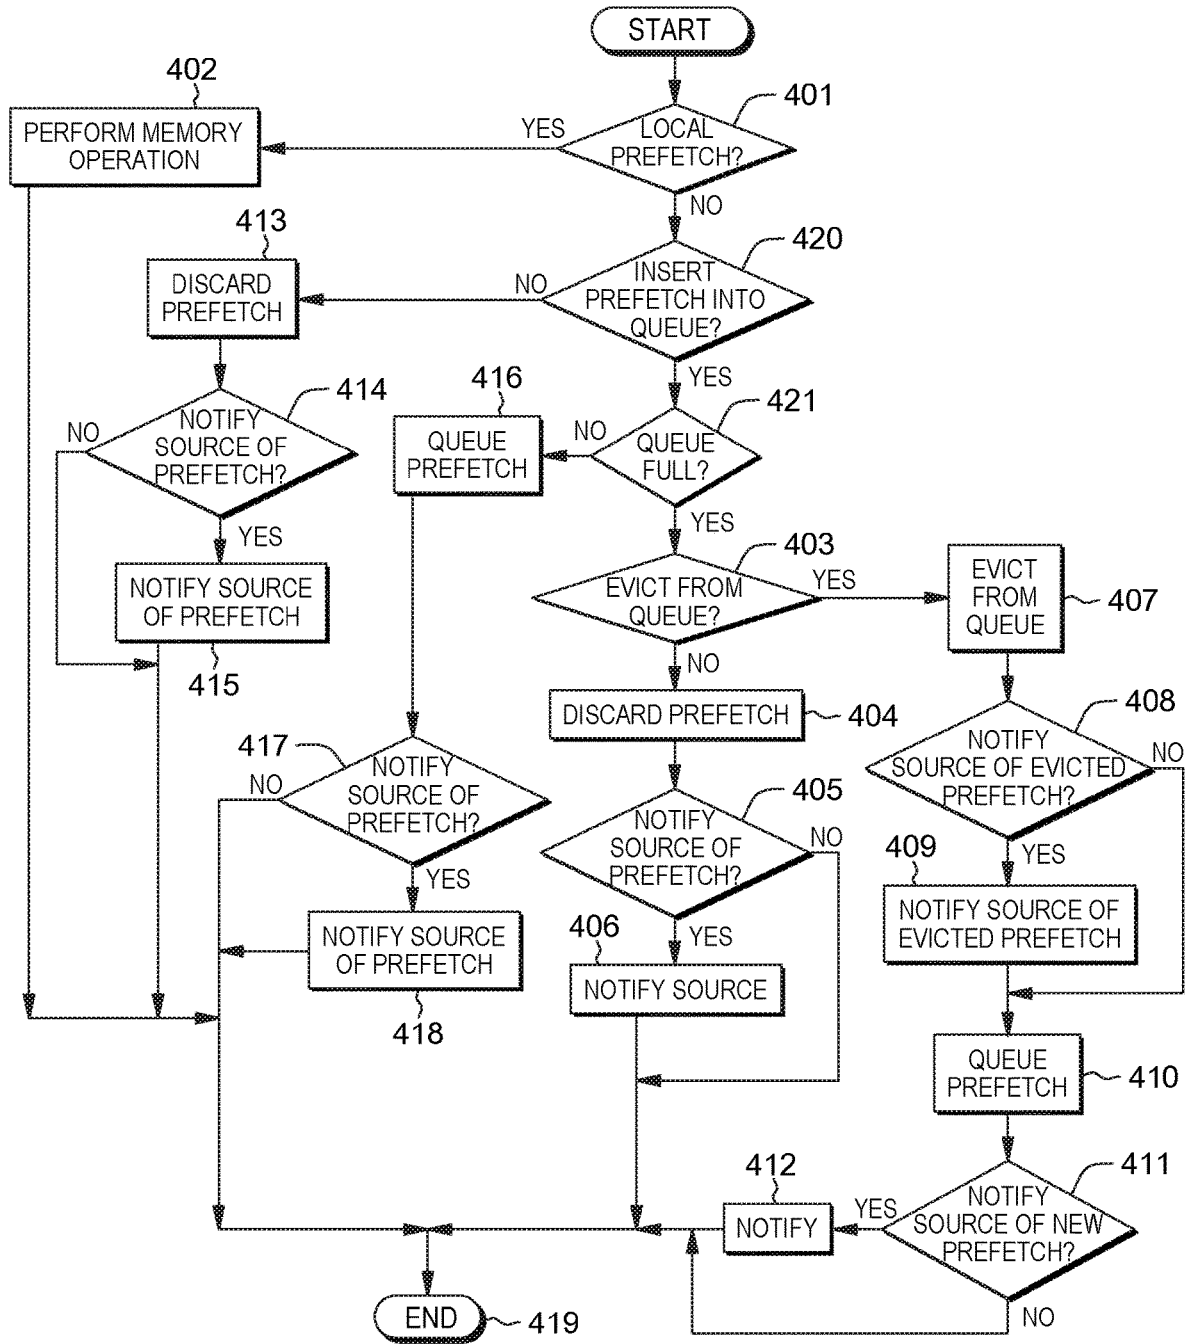 START
402
401
PERFORM MEMORY
OPERATION
YES
LOCAL
PREFETCH?
NO
413
420
DISCARD
PREFETCH
NO
INSERT
PREFETCH INTO
QUEUE?
YES
414
416
421
NO
NOTIFY
SOURCE OF
PREFETCH?
QUEUE
PREFETCH
NO
QUEUE
FULL?
YES
YES
403
NOTIFY SOURCE
OF PREFETCH
EVICT FROM
QUEUE?
YES
EVICT
FROM
QUEUE
407
415
NO
DISCARD PREFETCH
404
408
417
NO
NOTIFY
SOURCE OF
PREFETCH?
405
NOTIFY
SOURCE OF EVICTED
PREFETCH?
NO
NOTIFY
SOURCE OF
PREFETCH?
NO
YES
YES
409
NOTIFY SOURCE
OF PREFETCH
406
YES
NOTIFY SOURCE OF
EVICTED PREFETCH
NOTIFY SOURCE
418
QUEUE
PREFETCH
410
412
411
NOTIFY
YES
NOTIFY
SOURCE OF NEW
PREFETCH?
NO
END
419